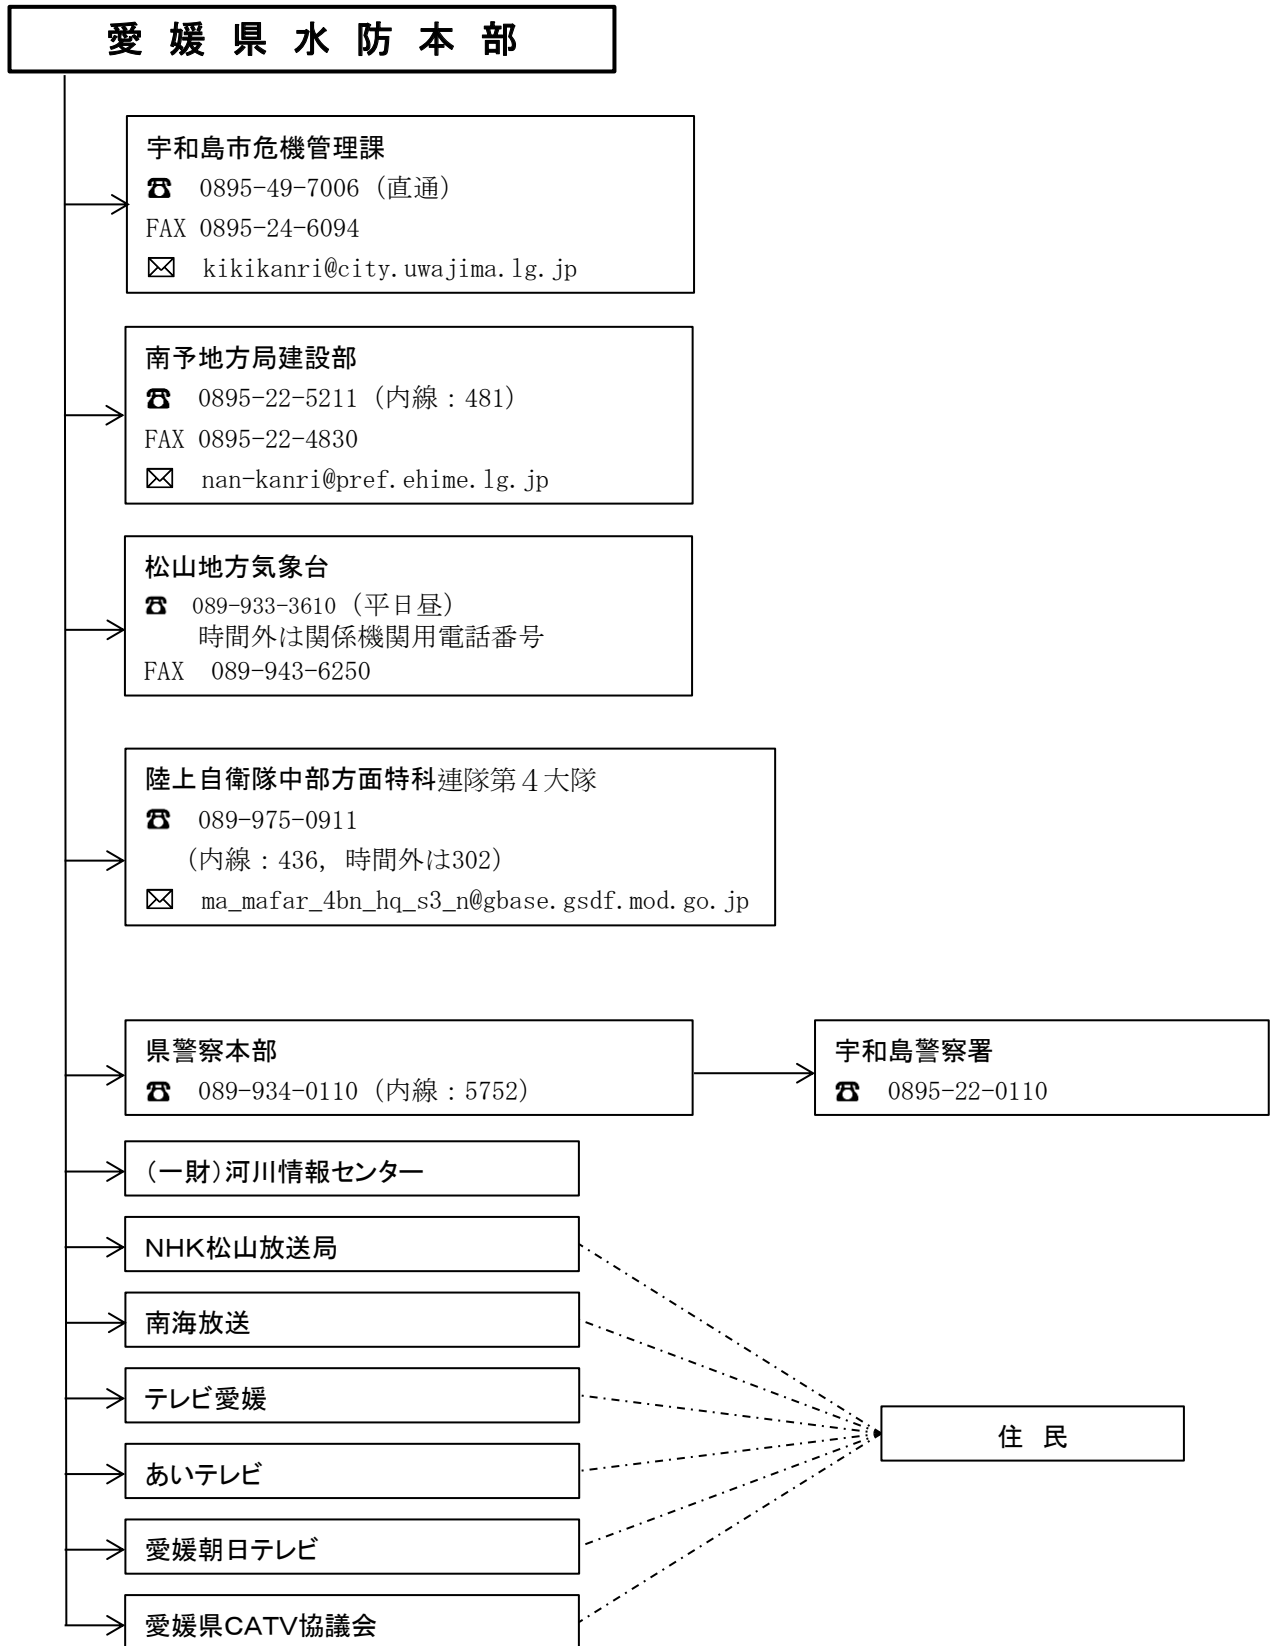 愛媛県水防本部
宇和島市危機管理課
☎ 0895-49-7006（直通）
FAX 0895-24-6094
✉ kikikanri@city.uwajima.lg.jp
南予地方局建設部
☎ 0895-22-5211（内線：481）
FAX 0895-22-4830
✉ nan-kanri@pref.ehime.lg.jp
松山地方気象台
☎ 089-933-3610（平日昼）
時間外は関係機関用電話番号
FAX 089-943-6250
陸上自衛隊中部方面特科連隊第４大隊
☎ 089-975-0911
（内線：436，時間外は302）
✉ ma_mafar_4bn_hq_s3_n@gbase.gsdf.mod.go.jp
県警察本部
☎ 089-934-0110（内線：5752）
宇和島警察署
☎ 0895-22-0110
（一財）河川情報センター
NHK松山放送局
南海放送
テレビ愛媛
あいテレビ
愛媛朝日テレビ
愛媛県CATV協議会
住民